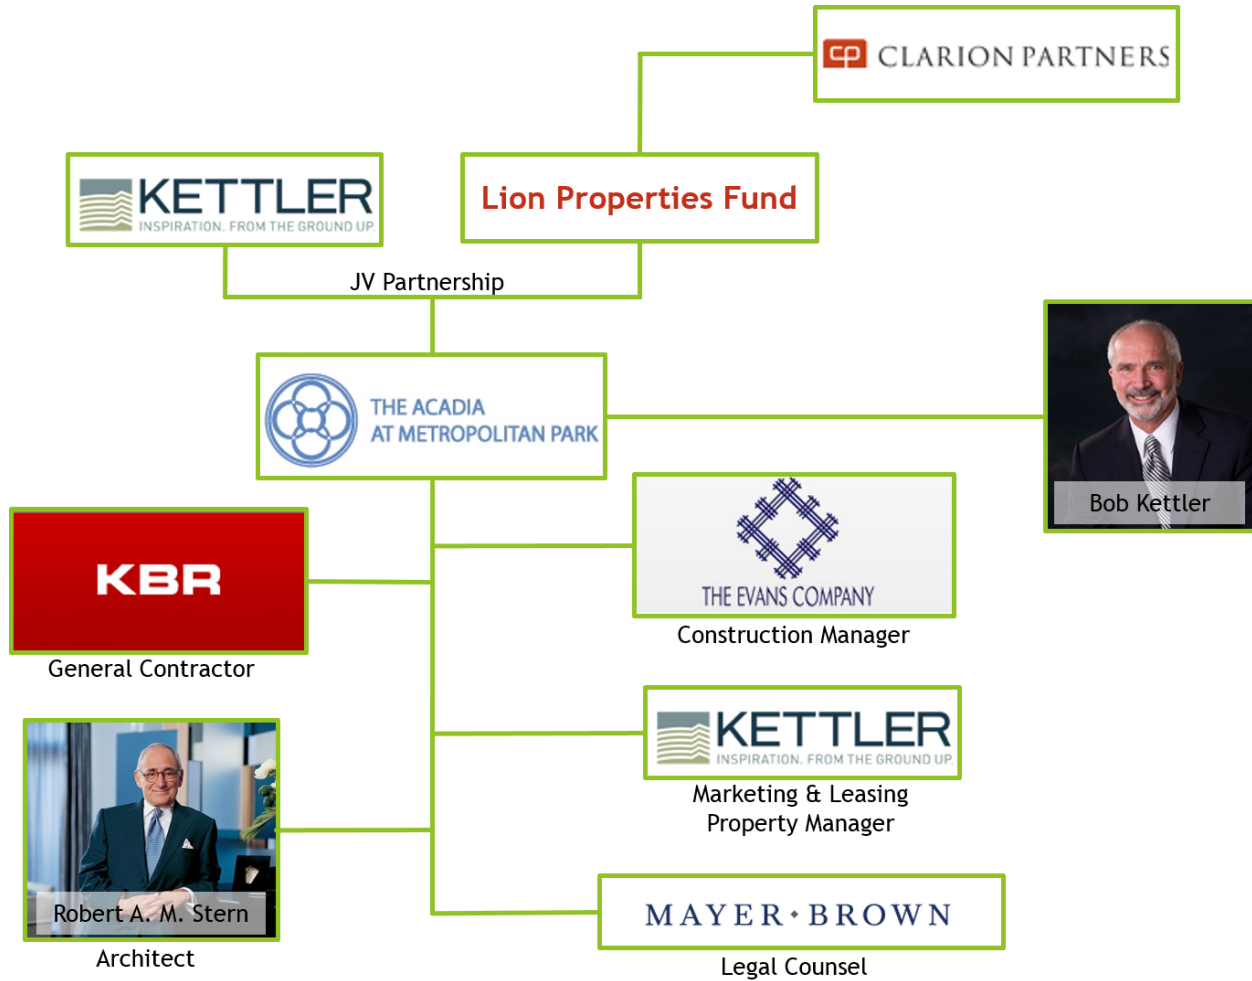 cp CLARION PARTNERS
KETTLER
INSPIRATION. FROM THE GROUND UP.
Lion Properties Fund
JV Partnership
THE ACADIA
AT METROPOLITAN PARK
Bob Kettler
KBR
General Contractor
THE EVANS COMPANY
Construction Manager
KETTLER
INSPIRATION. FROM THE GROUND UP.
Marketing & Leasing
Property Manager
Robert A. M. Stern
Architect
MAYER • BROWN
Legal Counsel